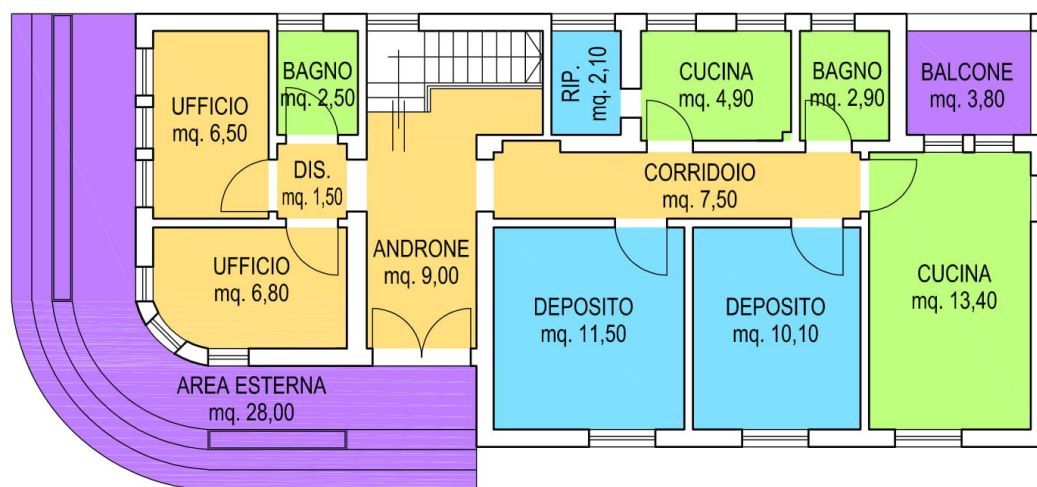 UFFICIO
mq. 6,50
BAGNO
mq. 2,50
RIP.
mq. 2,10
CUCINA
mq. 4,90
BAGNO
mq. 2,90
BALCONE
mq. 3,80
DIS.
mq. 1,50
CORRIDOIO
mq. 7,50
UFFICIO
mq. 6,80
ANDRONE
mq. 9,00
DEPOSITO
mq. 11,50
DEPOSITO
mq. 10,10
CUCINA
mq. 13,40
AREA ESTERNA
mq. 28,00